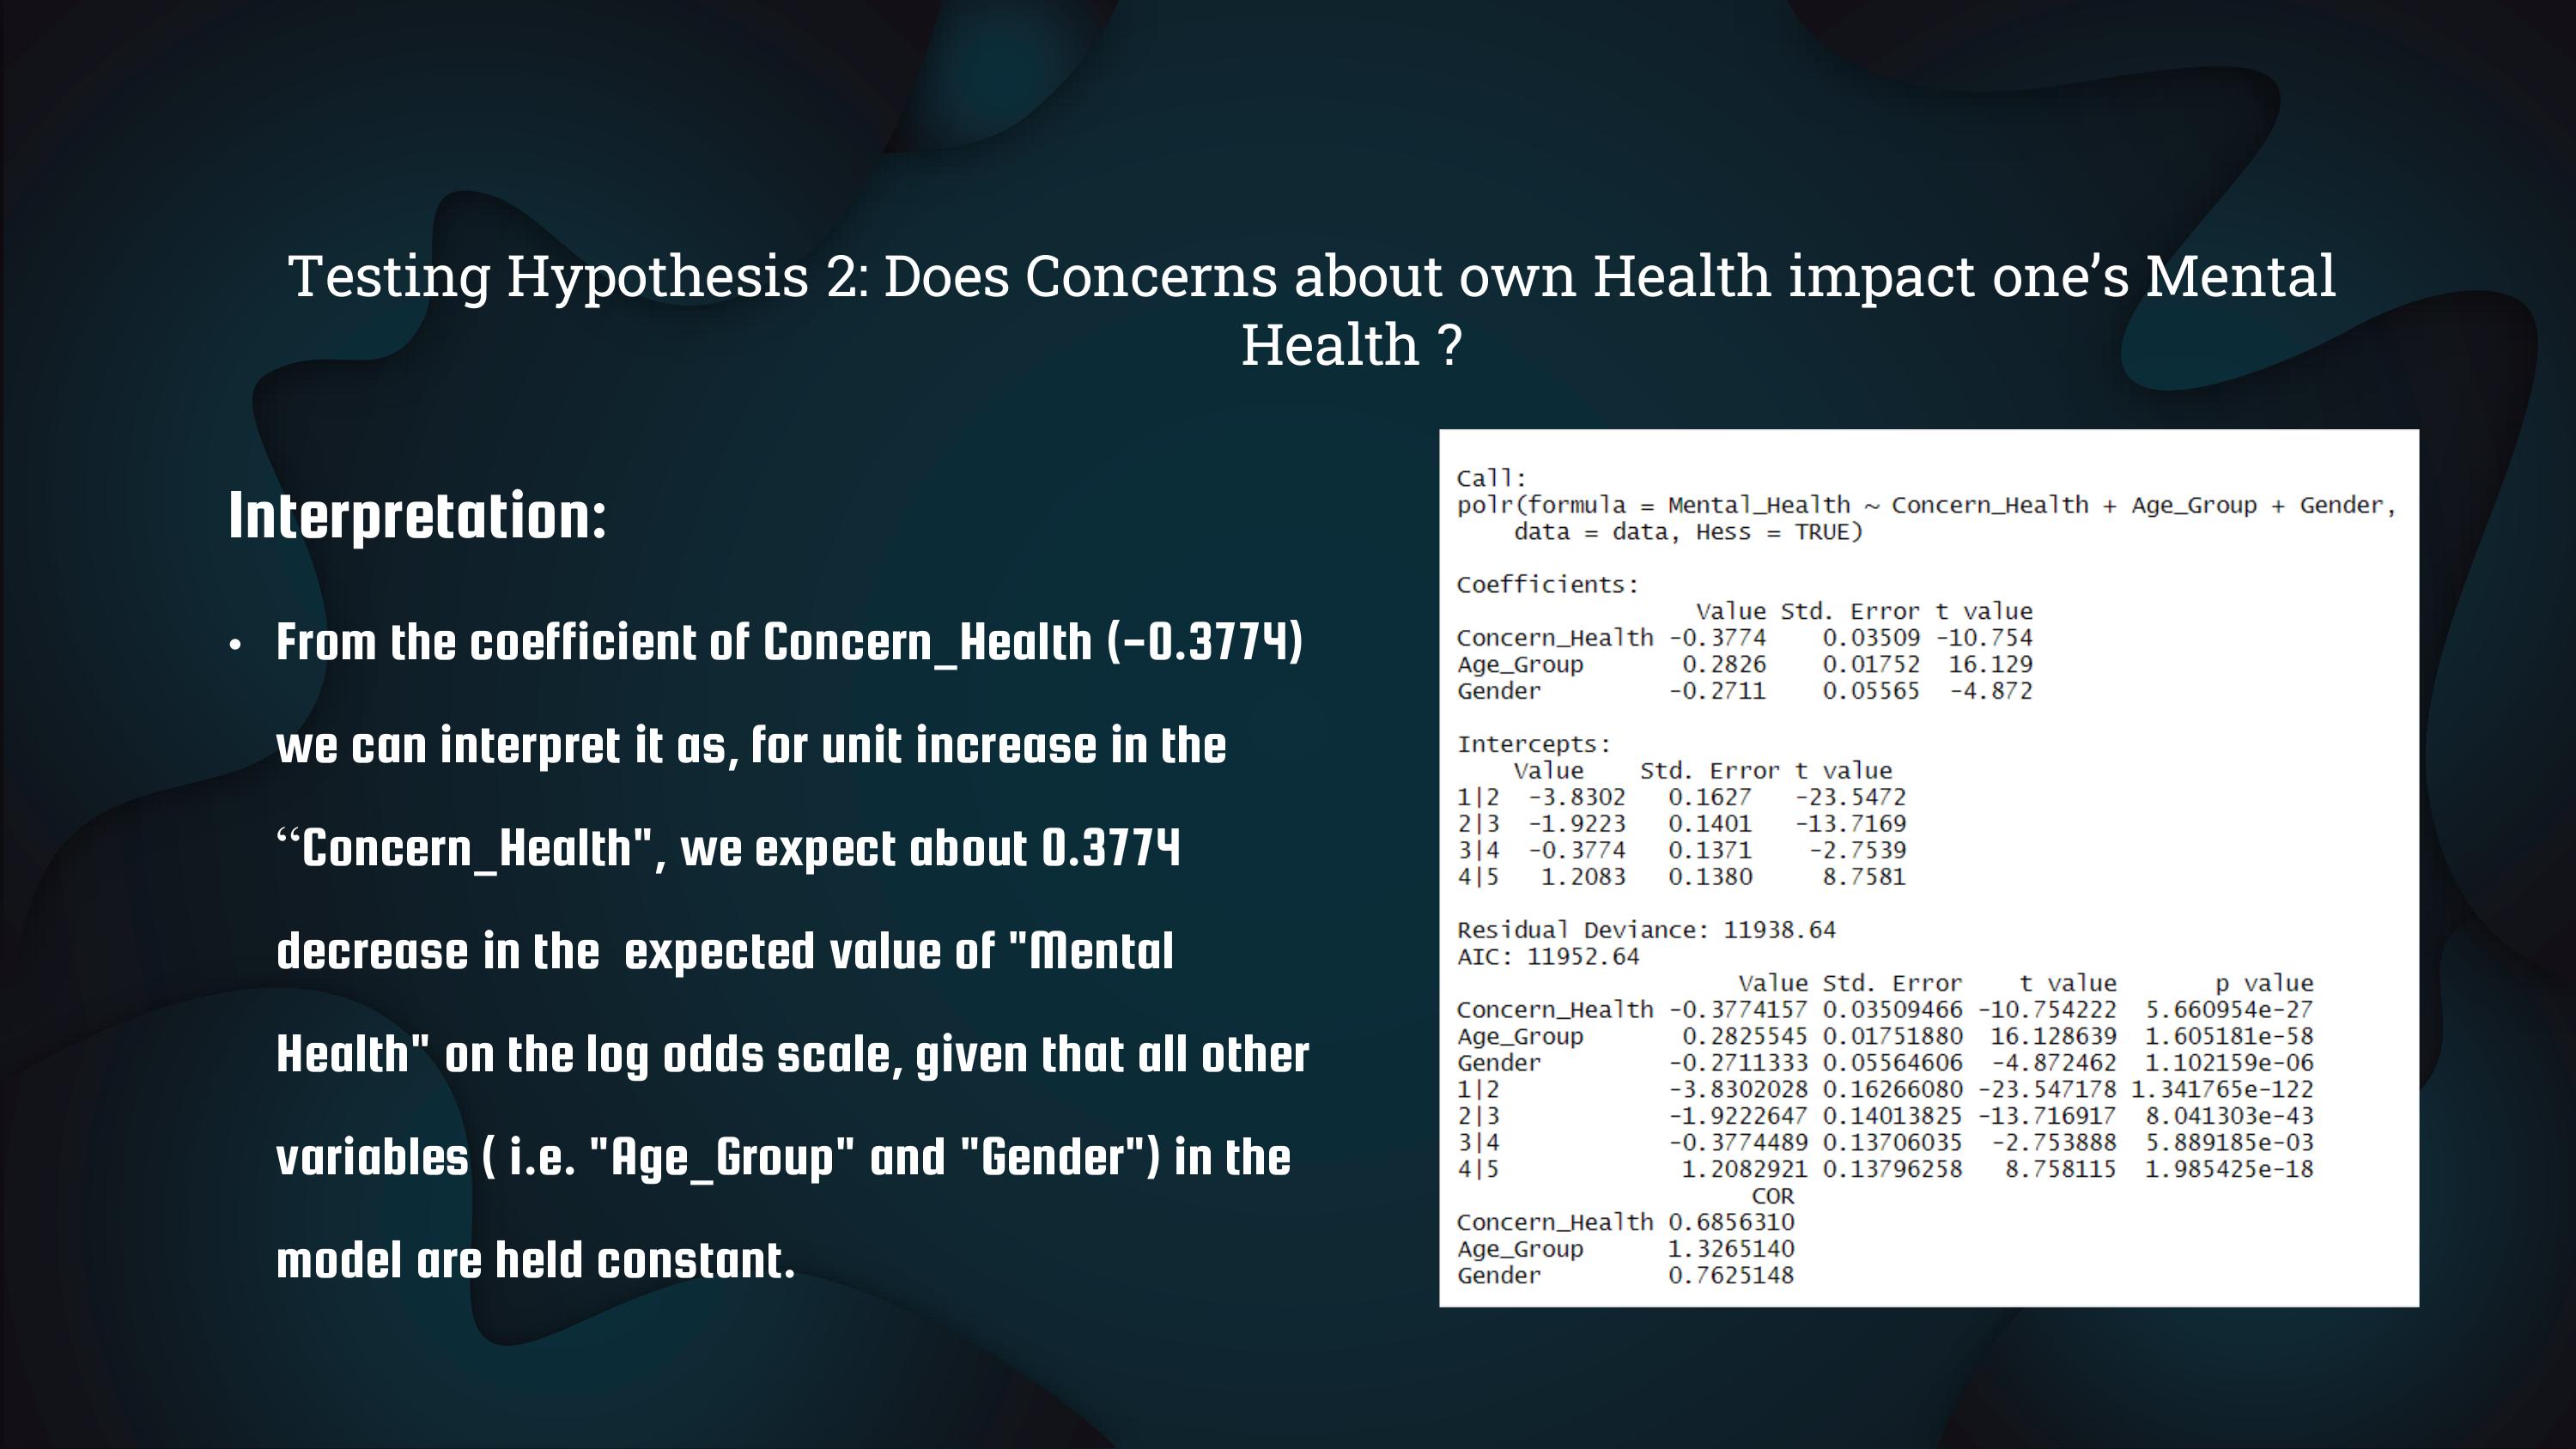 Testing Hypothesis 2: Does Concerns about own Health impact one’s Mental
Health ?
Interpretation:
• From the coefficient of Concern_Health (-0.3774)
we can interpret it as, for unit increase in the
“Concern_Health", we expect about 0.3774
decrease in the  expected value of "Mental
Health" on the log odds scale, given that all other
variables ( i.e. "Age_Group" and "Gender") in the
model are held constant.
Call:
polr(formula = Mental_Health ~ Concern_Health + Age_Group + Gender,
    data = data, Hess = TRUE)
Coefficients:
                 Value Std. Error t value
Concern_Health -0.3774    0.03509 -10.754
Age_Group       0.2826    0.01752  16.129
Gender         -0.2711    0.05565  -4.872
Intercepts:
    Value    Std. Error t value
1|2  -3.8302   0.1627   -23.5472
2|3  -1.9223   0.1401   -13.7169
3|4  -0.3774   0.1371    -2.7539
4|5   1.2083   0.1380     8.7581
Residual Deviance: 11938.64
AIC: 11952.64
                    Value Std. Error    t value       p value
Concern_Health -0.3774157 0.03509466 -10.754222  5.660954e-27
Age_Group       0.2825545 0.01751880  16.128639  1.605181e-58
Gender         -0.2711333 0.05564606  -4.872462  1.102159e-06
1|2            -3.8302028 0.16266080 -23.547178 1.341765e-122
2|3            -1.9222647 0.14013825 -13.716917  8.041303e-43
3|4            -0.3774489 0.13706035  -2.753888  5.889185e-03
4|5             1.2082921 0.13796258   8.758115  1.985425e-18
                     COR
Concern_Health 0.6856310
Age_Group      1.3265140
Gender         0.7625148